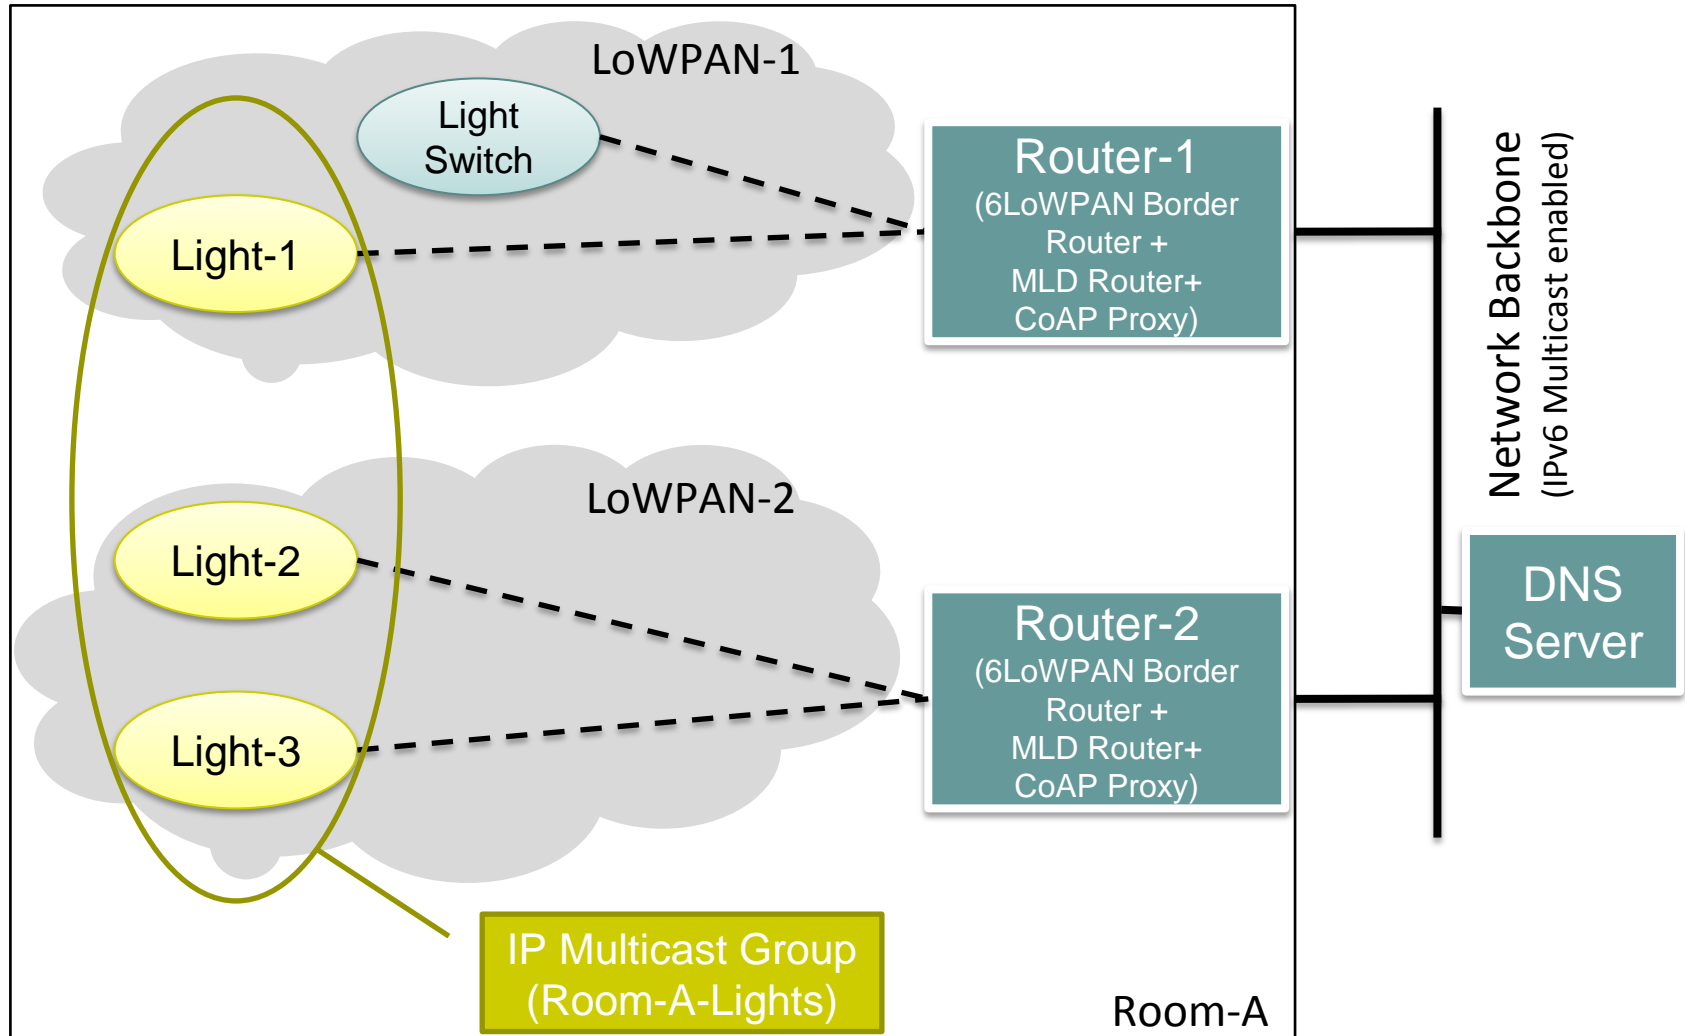 LoWPAN-1
Light
Switch
Light-1
Router-1
(6LoWPAN Border
Router +
MLD Router+
CoAP Proxy)
Network Backbone
(IPv6 Multicast enabled)
LoWPAN-2
Light-2
Light-3
Router-2
(6LoWPAN Border
Router +
MLD Router+
CoAP Proxy)
DNS
Server
IP Multicast Group
(Room-A-Lights)
Room-A